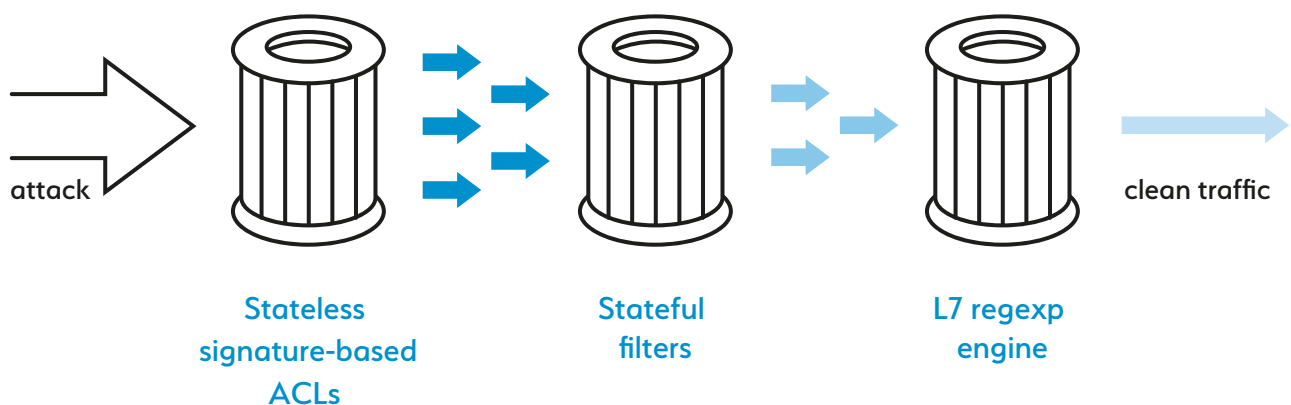 attack
clean traffic
Stateless
signature-based
ACLs
Stateful
filters
L7 regexp
engine